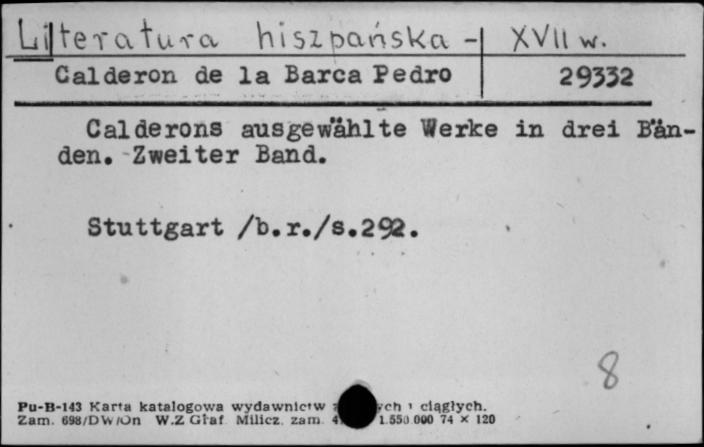 Literatura hiszpańska - XVII w.
Calderon de la Barca Pedro 29332
Calderons ausgewählte Werke in drei Bän-
den. Zweiter Band.
Stuttgart /b.r./s.292.
8
Pu-B-143 Karta katalogowa wydawnictw ciągłych.
Zam. 698/DW/On W.Z Graf Milicz. zam. 1.550 000 74 × 120